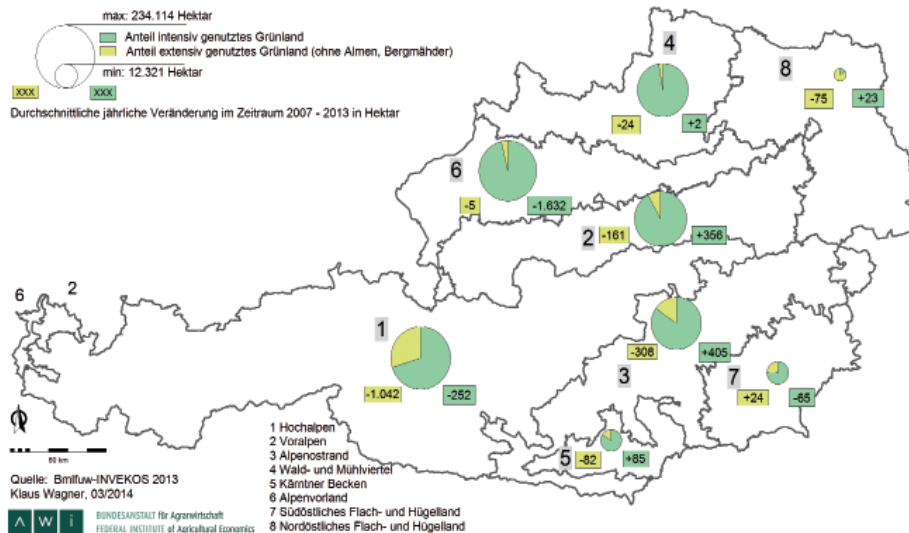 max: 234.114 Hektar
Anteil intensiv genutztes Grünland
Anteil extensiv genutztes Grünland (ohne Almen, Bergmähder)
min: 12.321 Hektar
xxx xxx
Durchschnittliche jährliche Veränderung im Zeitraum 2007 - 2013 in Hektar
4
-24 +2
8
-75 +23
6
-5 -1.632
2
-161 +356
6 2
1
-1.042 -252
3
-308 +405
7
+24 -65
5
-82 +85
50 km
1 Hochalpen
2 Voralpen
3 Alpenostrand
4 Wald- und Mühlviertel
5 Kärntner Becken
6 Alpenvorland
7 Südöstliches Flach- und Hügelland
8 Nordöstliches Flach- und Hügelland
Quelle: Bmlfuw-INVEKOS 2013
Klaus Wagner, 03/2014
AWi
BUNDESANSTALT für Agrarwirtschaft
FEDERAL INSTITUTE of Agricultural Economics